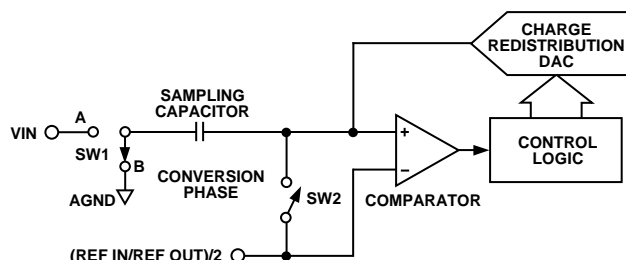 CHARGE
REDISTRIBUTION
DAC
SAMPLING
CAPACITOR
A
VIN
SW1
B
AGND
CONVERSION
PHASE
SW2
+
−
COMPARATOR
CONTROL
LOGIC
(REF IN/REF OUT)/2